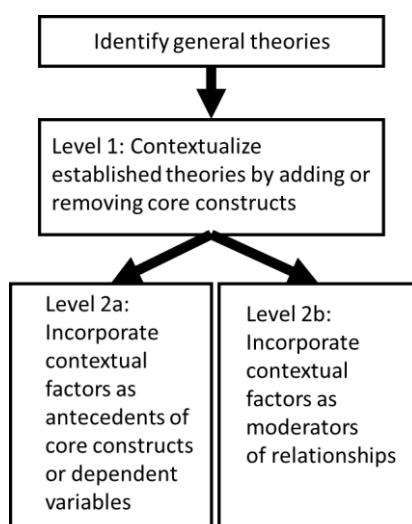 Identify general theories
Level 1: Contextualize
established theories by adding or
removing core constructs
Level 2a:
Incorporate
contextual
factors as
antecedents of
core constructs
or dependent
variables
Level 2b:
Incorporate
contextual
factors as
moderators
of relationships